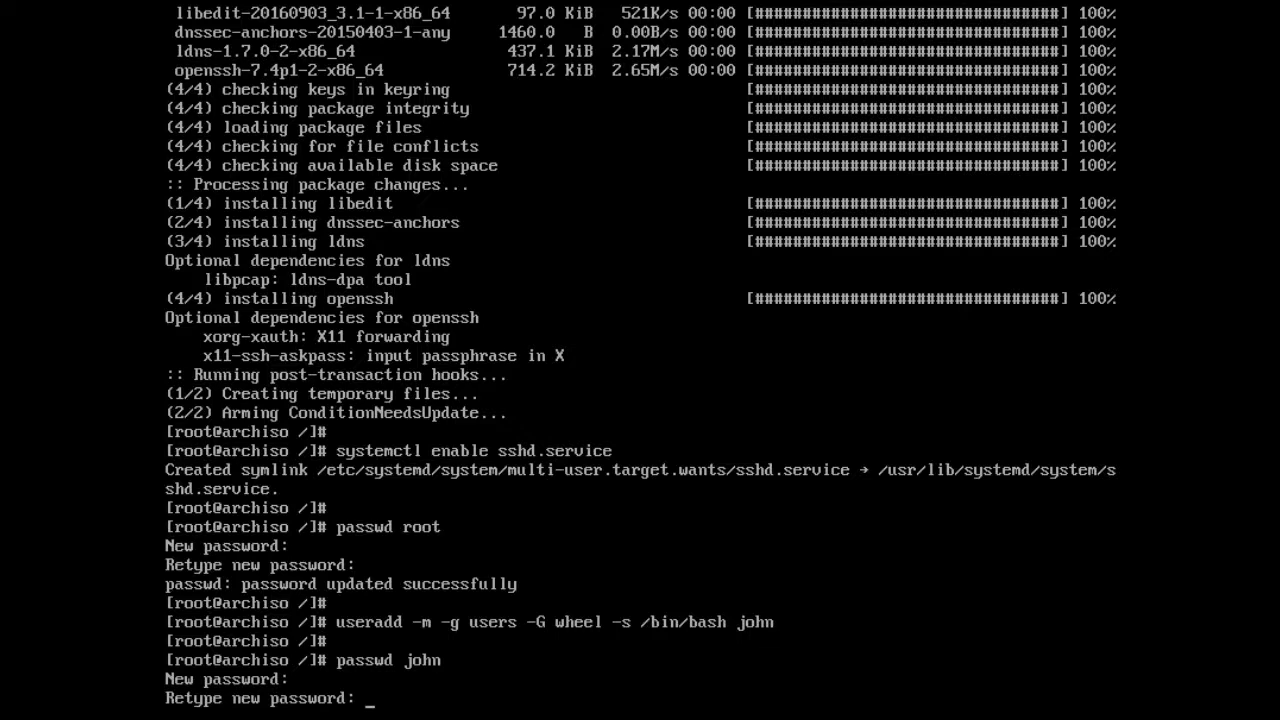 libedit-20160903_3.1-1-x86_64 97.0 KiB 521K/s 00:00 [################################] 100%
dnssec-anchors-20150403-1-any 1460.0 B 0.00B/s 00:00 [################################] 100%
ldns-1.7.0-2-x86_64 437.1 KiB 2.17M/s 00:00 [################################] 100%
openssh-7.4p1-2-x86_64 714.2 KiB 2.65M/s 00:00 [################################] 100%
(4/4) checking keys in keyring [################################] 100%
(4/4) checking package integrity [################################] 100%
(4/4) loading package files [################################] 100%
(4/4) checking for file conflicts [################################] 100%
(4/4) checking available disk space [################################] 100%
:: Processing package changes...
(1/4) installing libedit [################################] 100%
(2/4) installing dnssec-anchors [################################] 100%
(3/4) installing ldns [################################] 100%
Optional dependencies for ldns
libpcap: ldns-dpa tool
(4/4) installing openssh [################################] 100%
Optional dependencies for openssh
xorg-xauth: X11 forwarding
x11-ssh-askpass: input passphrase in X
:: Running post-transaction hooks...
(1/2) Creating temporary files...
(2/2) Arming ConditionNeedsUpdate...
[root@archiso /]#
[root@archiso /]# systemctl enable sshd.service
Created symlink /etc/systemd/system/multi-user.target.wants/sshd.service → /usr/lib/systemd/system/s
shd.service.
[root@archiso /]#
[root@archiso /]# passwd root
New password:
Retype new password:
passwd: password updated successfully
[root@archiso /]#
[root@archiso /]# useradd -m -g users -G wheel -s /bin/bash john
[root@archiso /]#
[root@archiso /]# passwd john
New password:
Retype new password: _